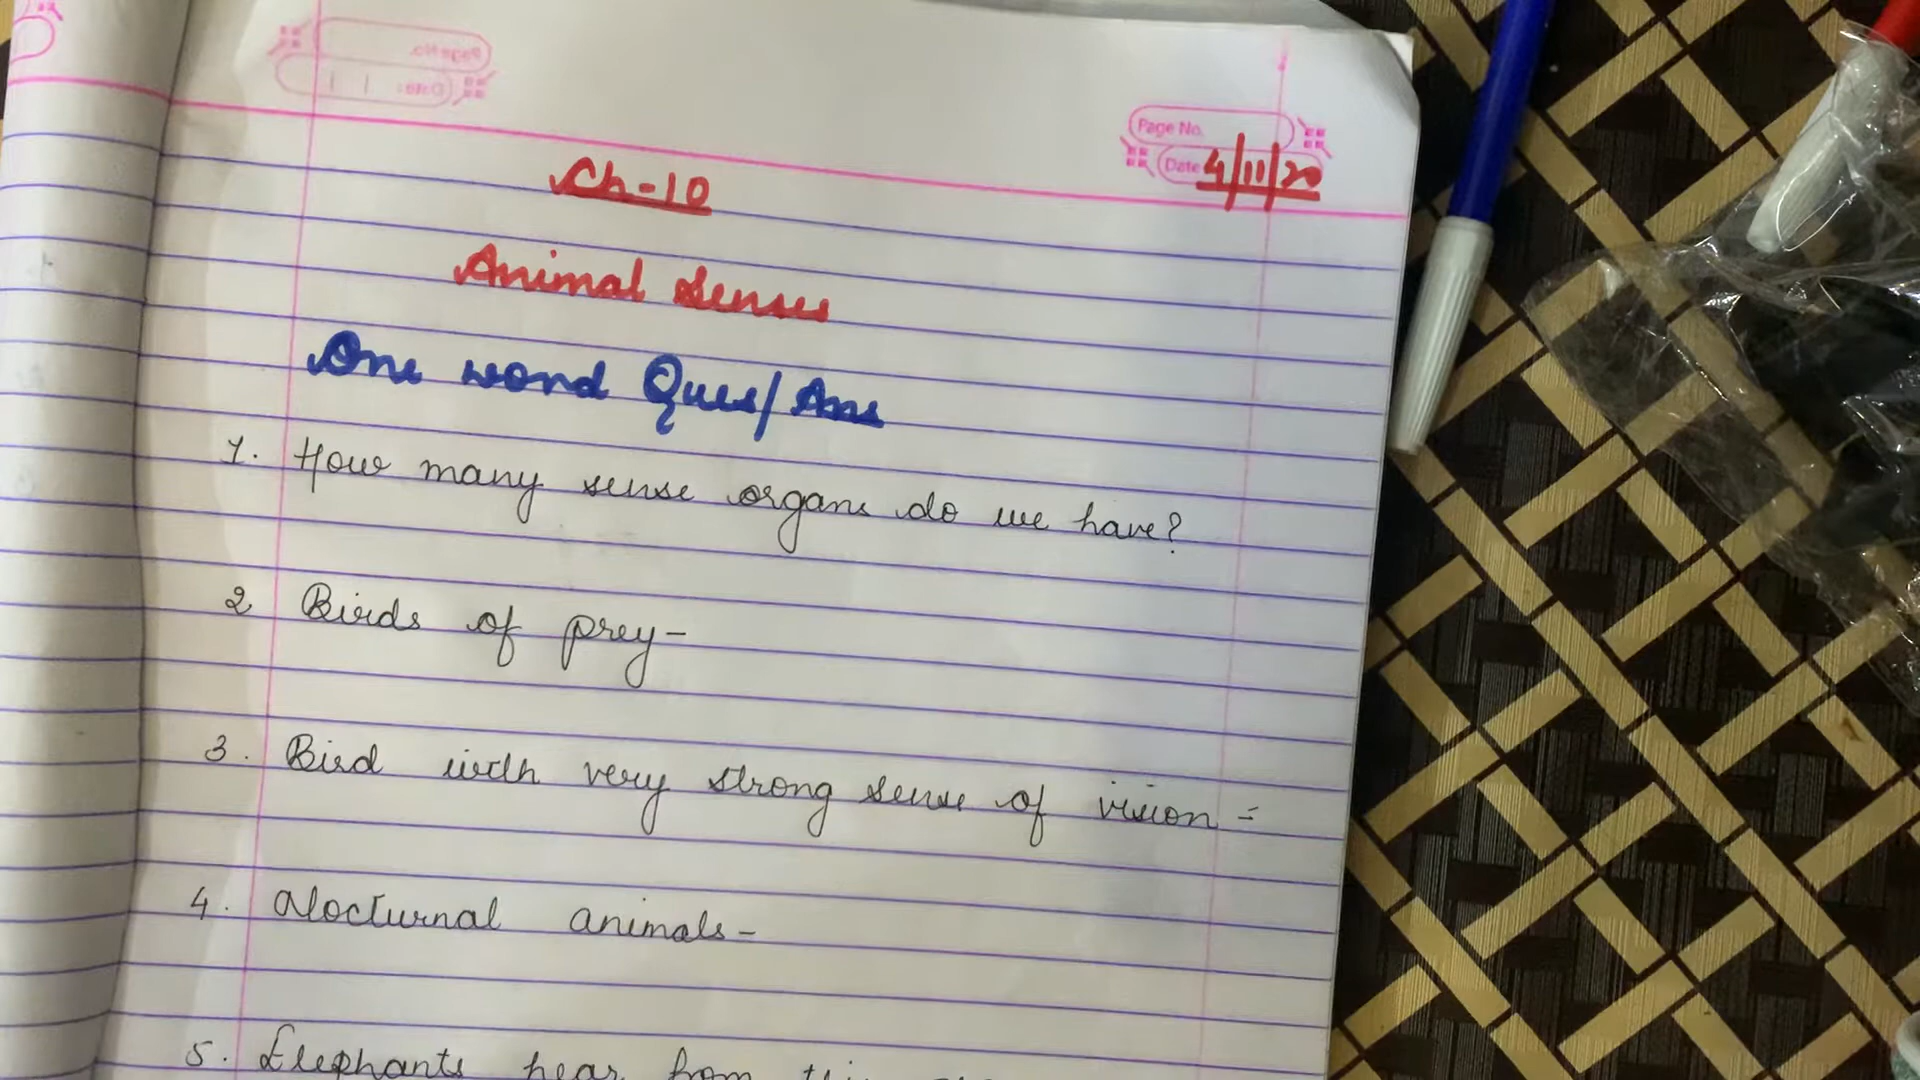 Page No.
Date 4/11/20
Ch-10
Animal Senses
One word Ques/Ans
1. How many sense organs do we have?
2 Birds of prey-
3. Bird with very strong sense of vision -
4. Nocturnal animals-
5. Elephants hear from